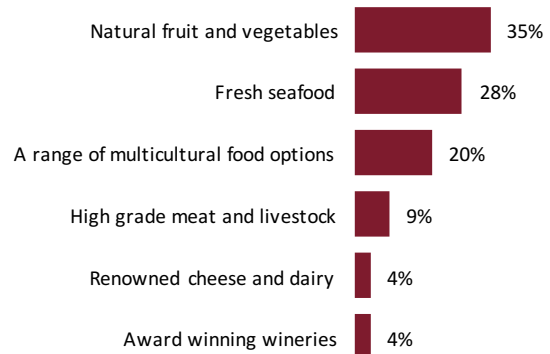 Natural fruit and vegetables 35%
Fresh seafood 28%
A range of multicultural food options 20%
High grade meat and livestock 9%
Renowned cheese and dairy 4%
Award winning wineries 4%